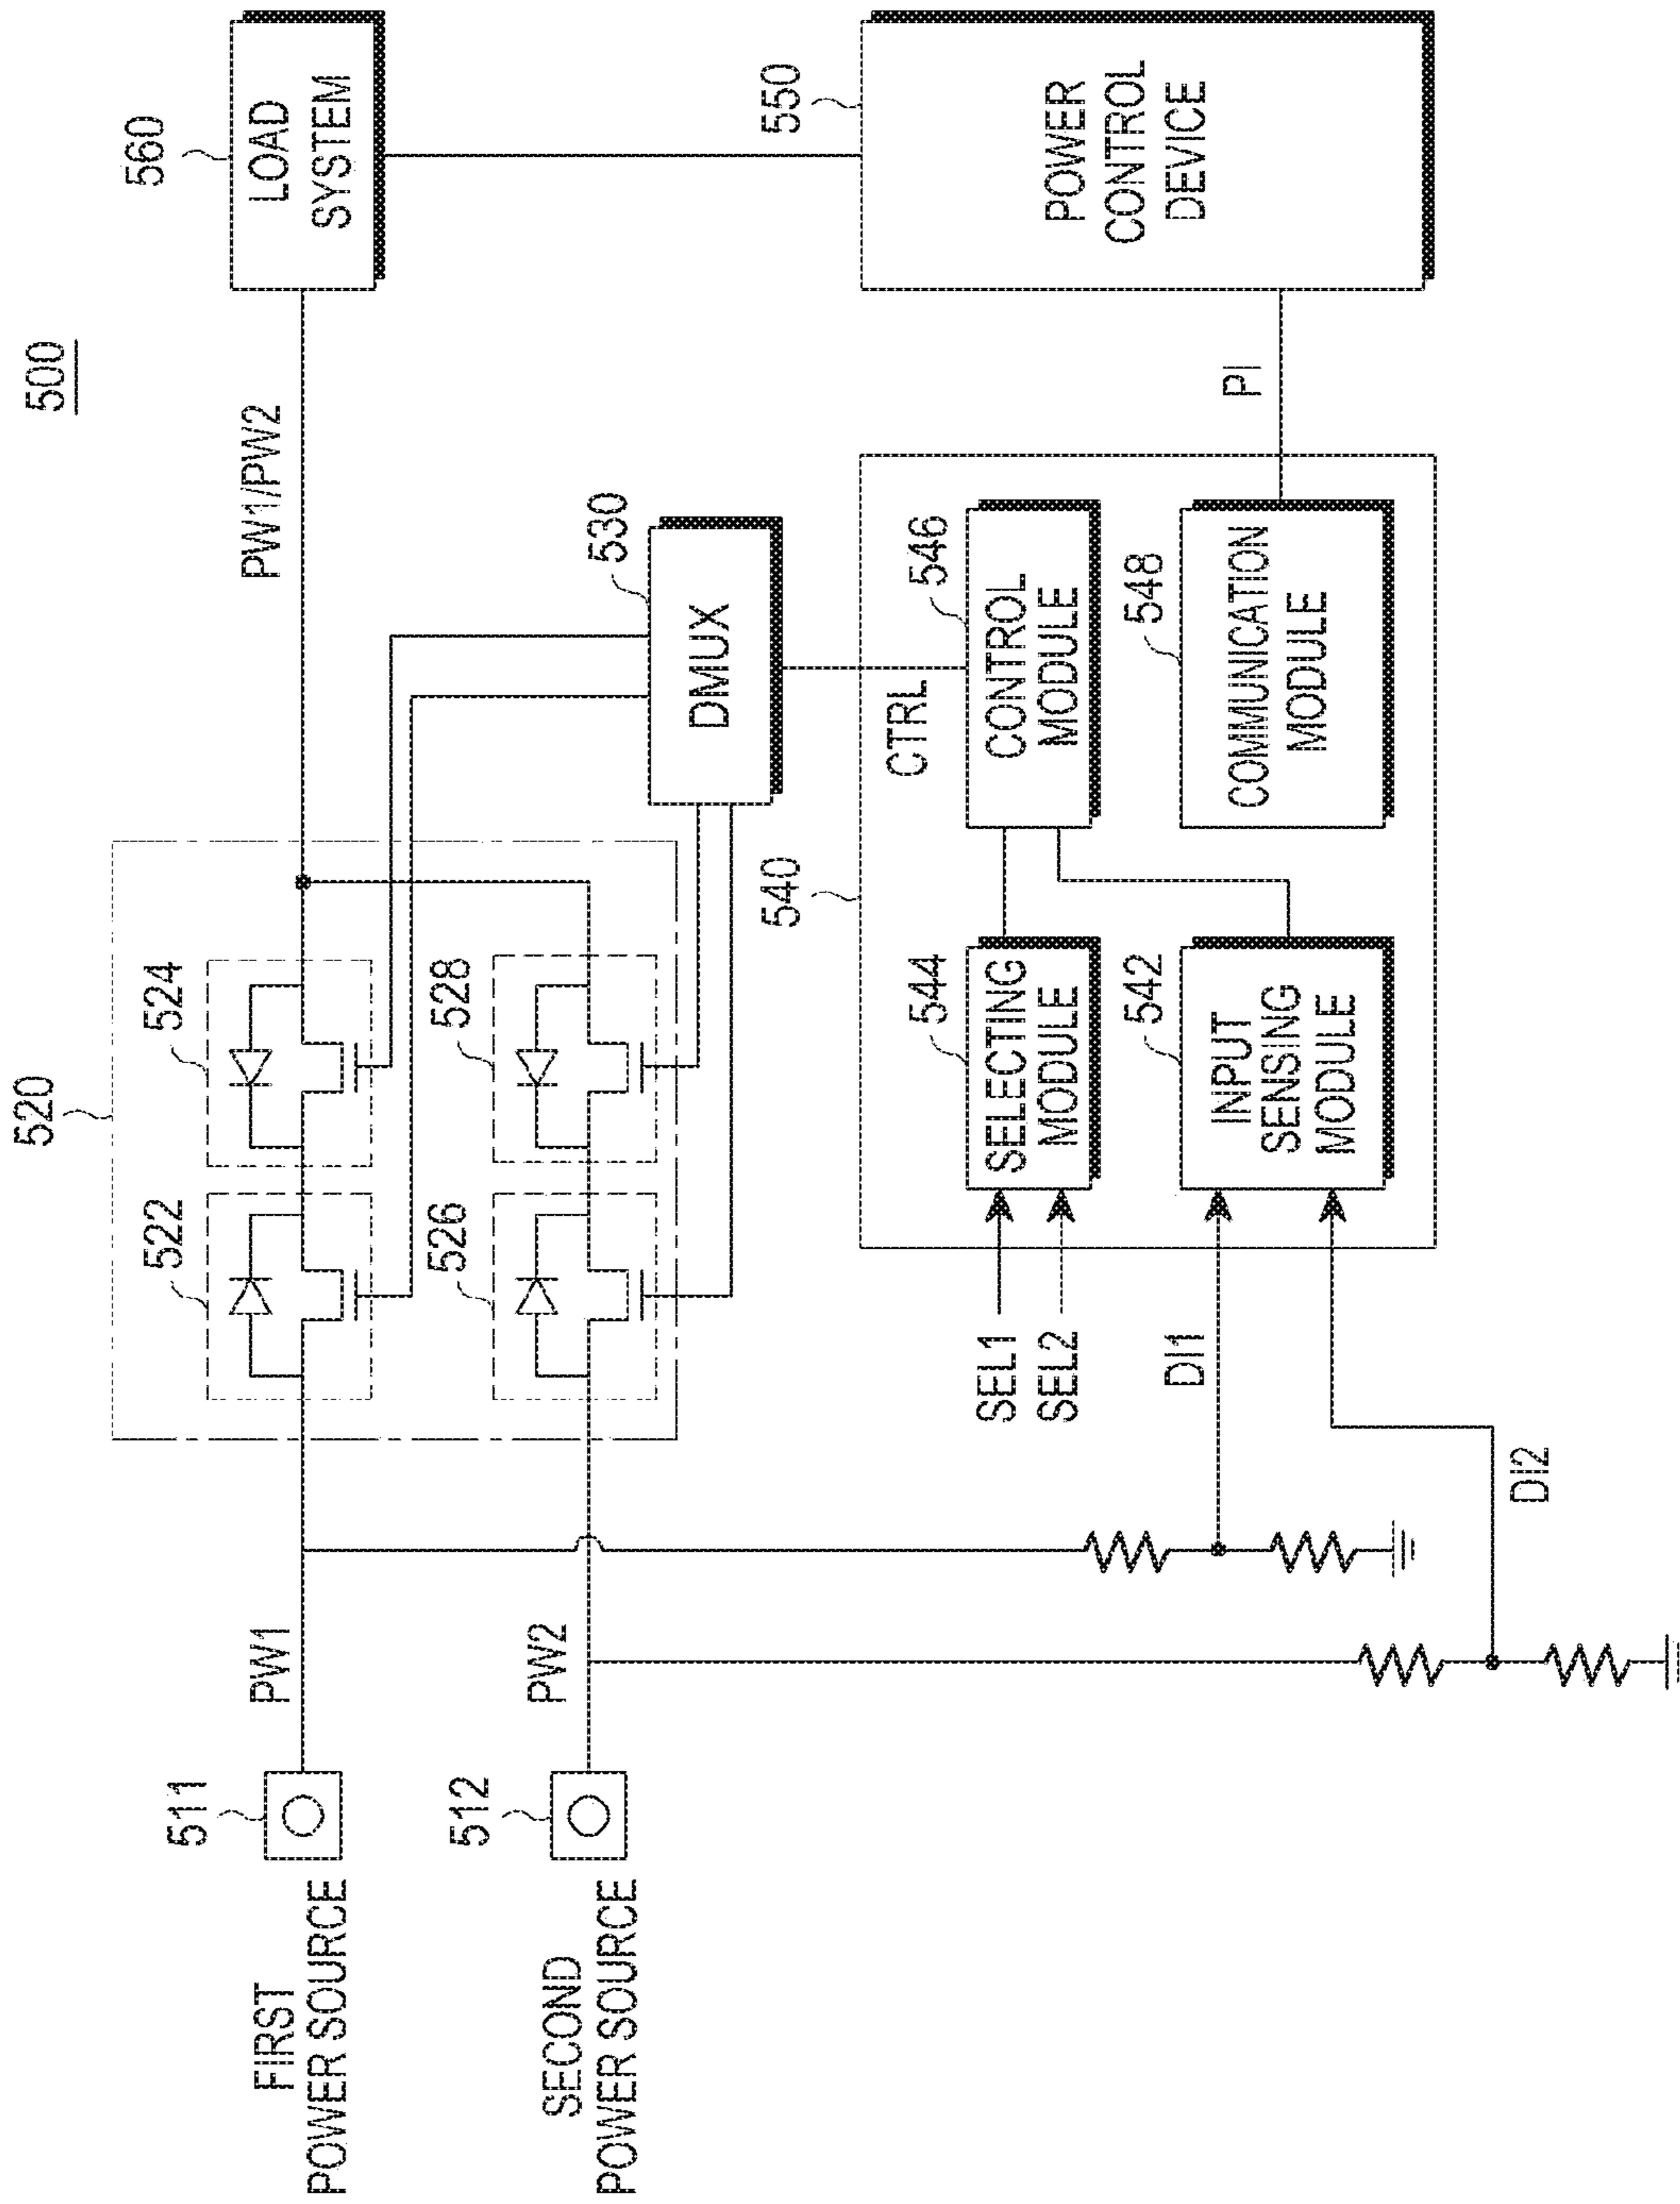 500
520
522
524
526
528
PW1/PW2
560
LOAD
SYSTEM
511
FIRST
POWER SOURCE
PW1
512
SECOND
POWER SOURCE
PW2
530
DMUX
CTRL
540
SEL1
SEL2
544
SELECTING
MODULE
546
CONTROL
MODULE
DI1
542
INPUT
SENSING
MODULE
548
COMMUNICATION
MODULE
DI2
PI
550
POWER
CONTROL
DEVICE